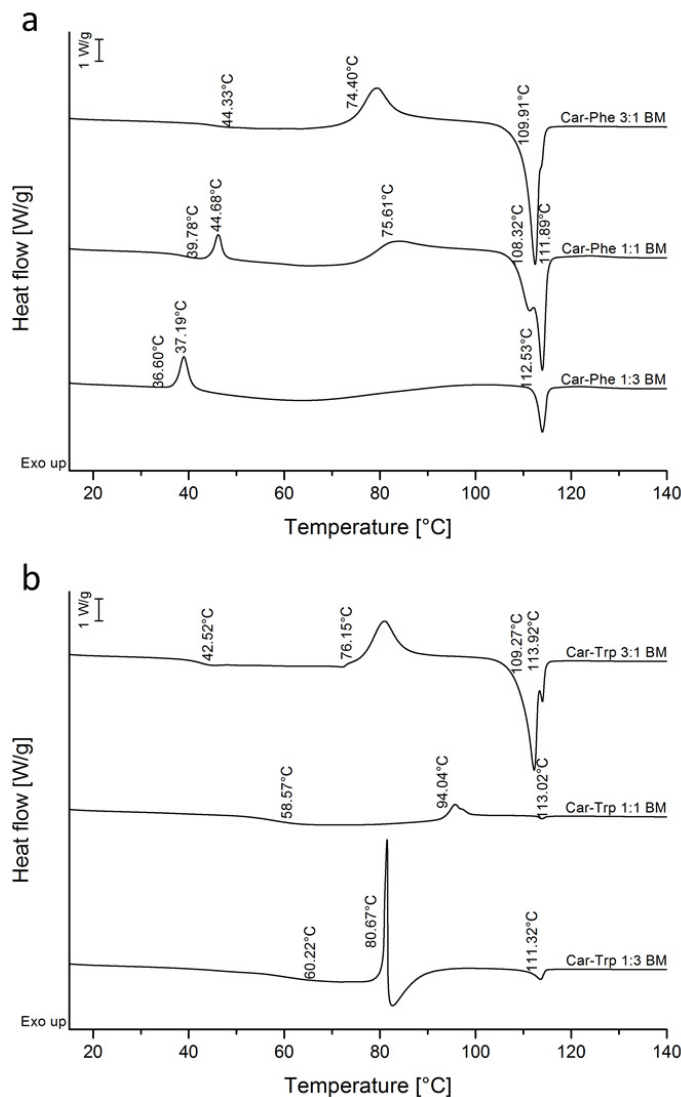 a
1 W/g
44.33°C
74.40°C
109.91°C
Car-Phe 3:1 BM
39.78°C
44.68°C
75.61°C
108.32°C
111.89°C
Car-Phe 1:1 BM
36.60°C
37.19°C
112.53°C
Car-Phe 1:3 BM
Heat flow [W/g]
Exo up
20 40 60 80 100 120 140
Temperature [°C]
b
1 W/g
42.52°C
76.15°C
109.27°C
113.92°C
Car-Trp 3:1 BM
58.57°C
94.04°C
113.02°C
Car-Trp 1:1 BM
60.22°C
80.67°C
111.32°C
Car-Trp 1:3 BM
Heat flow [W/g]
Exo up
20 40 60 80 100 120 140
Temperature [°C]